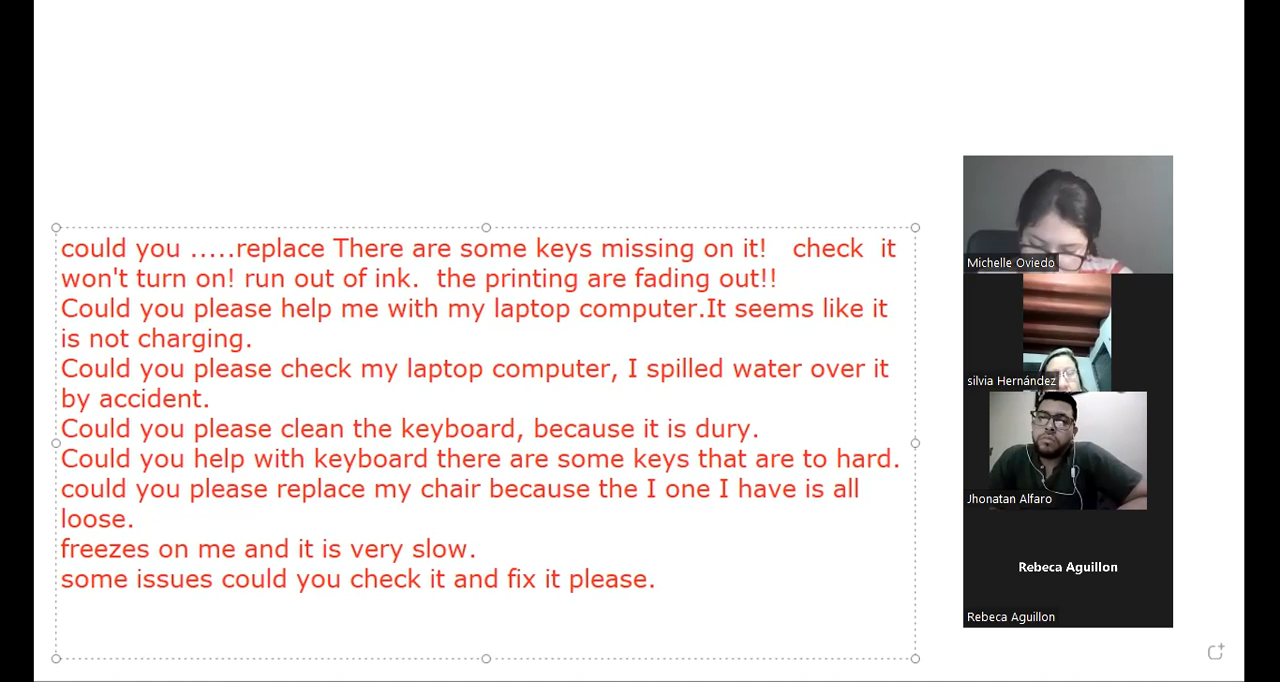 could you .....replace There are some keys missing on it!   check  it
won't turn on! run out of ink.  the printing are fading out!!
Could you please help me with my laptop computer.It seems like it
is not charging.
Could you please check my laptop computer, I spilled water over it
by accident.
Could you please clean the keyboard, because it is dury.
Could you help with keyboard there are some keys that are to hard.
could you please replace my chair because the I one I have is all
loose.
freezes on me and it is very slow.
some issues could you check it and fix it please.
Michelle Oviedo
silvia Hernández
Jhonatan Alfaro
Rebeca Aguillon
Rebeca Aguillon